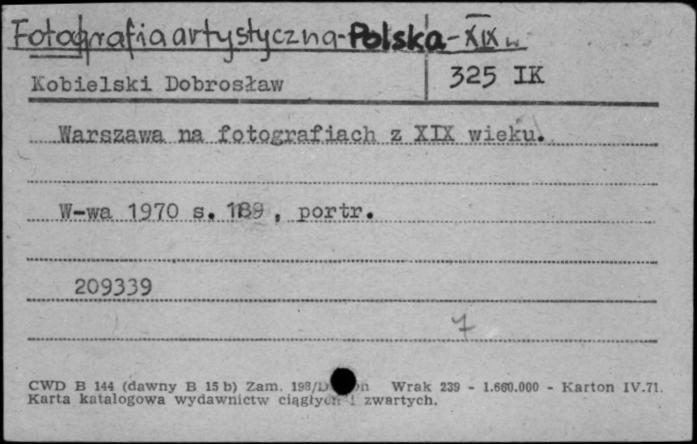 Fotografia artystyczna-Polska-XIX w.
Kobielski Dobrosław
325 IK
Warszawa na fotografiach z XIX wieku.
W-wa 1970 s. 189, portr.
209339
7
CWD B 144 (dawny B 15 b) Zam. Wrak 239 - 1.660.000 - Karton IV.71.
Karta katalogowa wydawnictw ciągłych i zwartych.